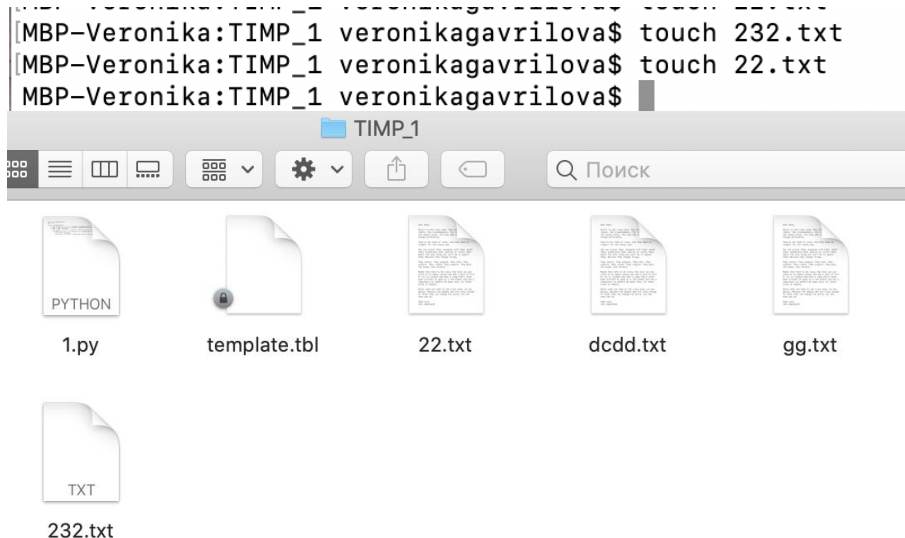 [MBP-Veronika:TIMP_1 veronikagavrilova$ touch 232.txt
[MBP-Veronika:TIMP_1 veronikagavrilova$ touch 22.txt
MBP-Veronika:TIMP_1 veronikagavrilova$
TIMP_1
Поиск
PYTHON
1.py template.tbl 22.txt dcdd.txt gg.txt
TXT
232.txt